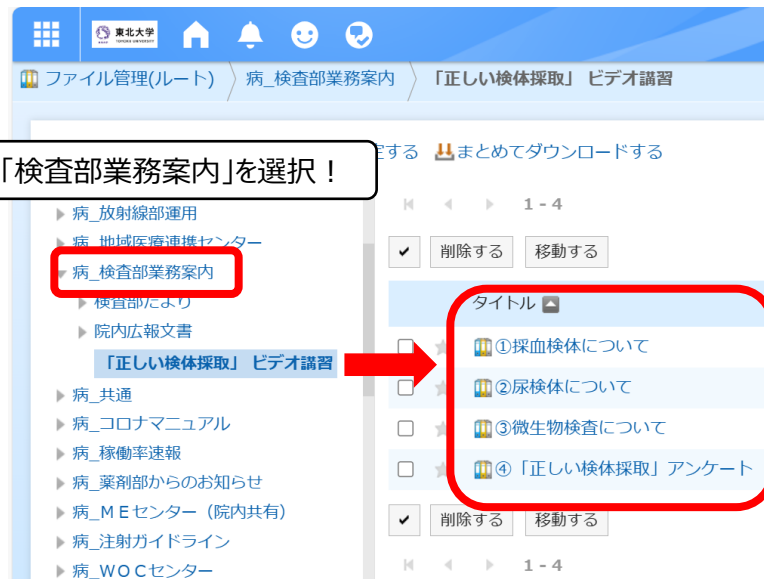 東北大学
TOHOKU UNIVERSITY
ファイル管理(ルート) 病_検査部業務案内 「正しい検体採取」 ビデオ講習
「検査部業務案内」を選択！
定する まとめてダウンロードする
病_放射線部運用
病_地域医療連携センター
病_検査部業務案内
検査部だより
院内広報文書
「正しい検体採取」 ビデオ講習
病_共通
病_コロナマニュアル
病_稼働率速報
病_薬剤部からのお知らせ
病_ＭＥセンター（院内共有）
病_注射ガイドライン
病_ＷＯＣセンター
1 - 4
削除する 移動する
タイトル
①採血検体について
②尿検体について
③微生物検査について
④「正しい検体採取」アンケート
削除する 移動する
1 - 4